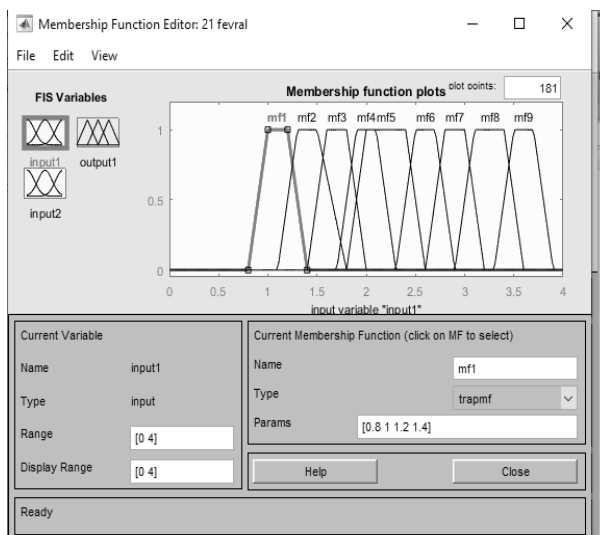 Membership Function Editor: 21 fevral
File Edit View
FIS Variables
input1 output1
input2
Membership function plots plot points: 181
mf1 mf2 mf3 mf4 mf5 mf6 mf7 mf8 mf9
1
0.5
0
0 0.5 1 1.5 2 2.5 3 3.5 4
input variable "input1"
Current Variable
Name input1
Type input
Range [0 4]
Display Range [0 4]
Current Membership Function (click on MF to select)
Name mf1
Type trapmf
Params [0.8 1 1.2 1.4]
Help Close
Ready